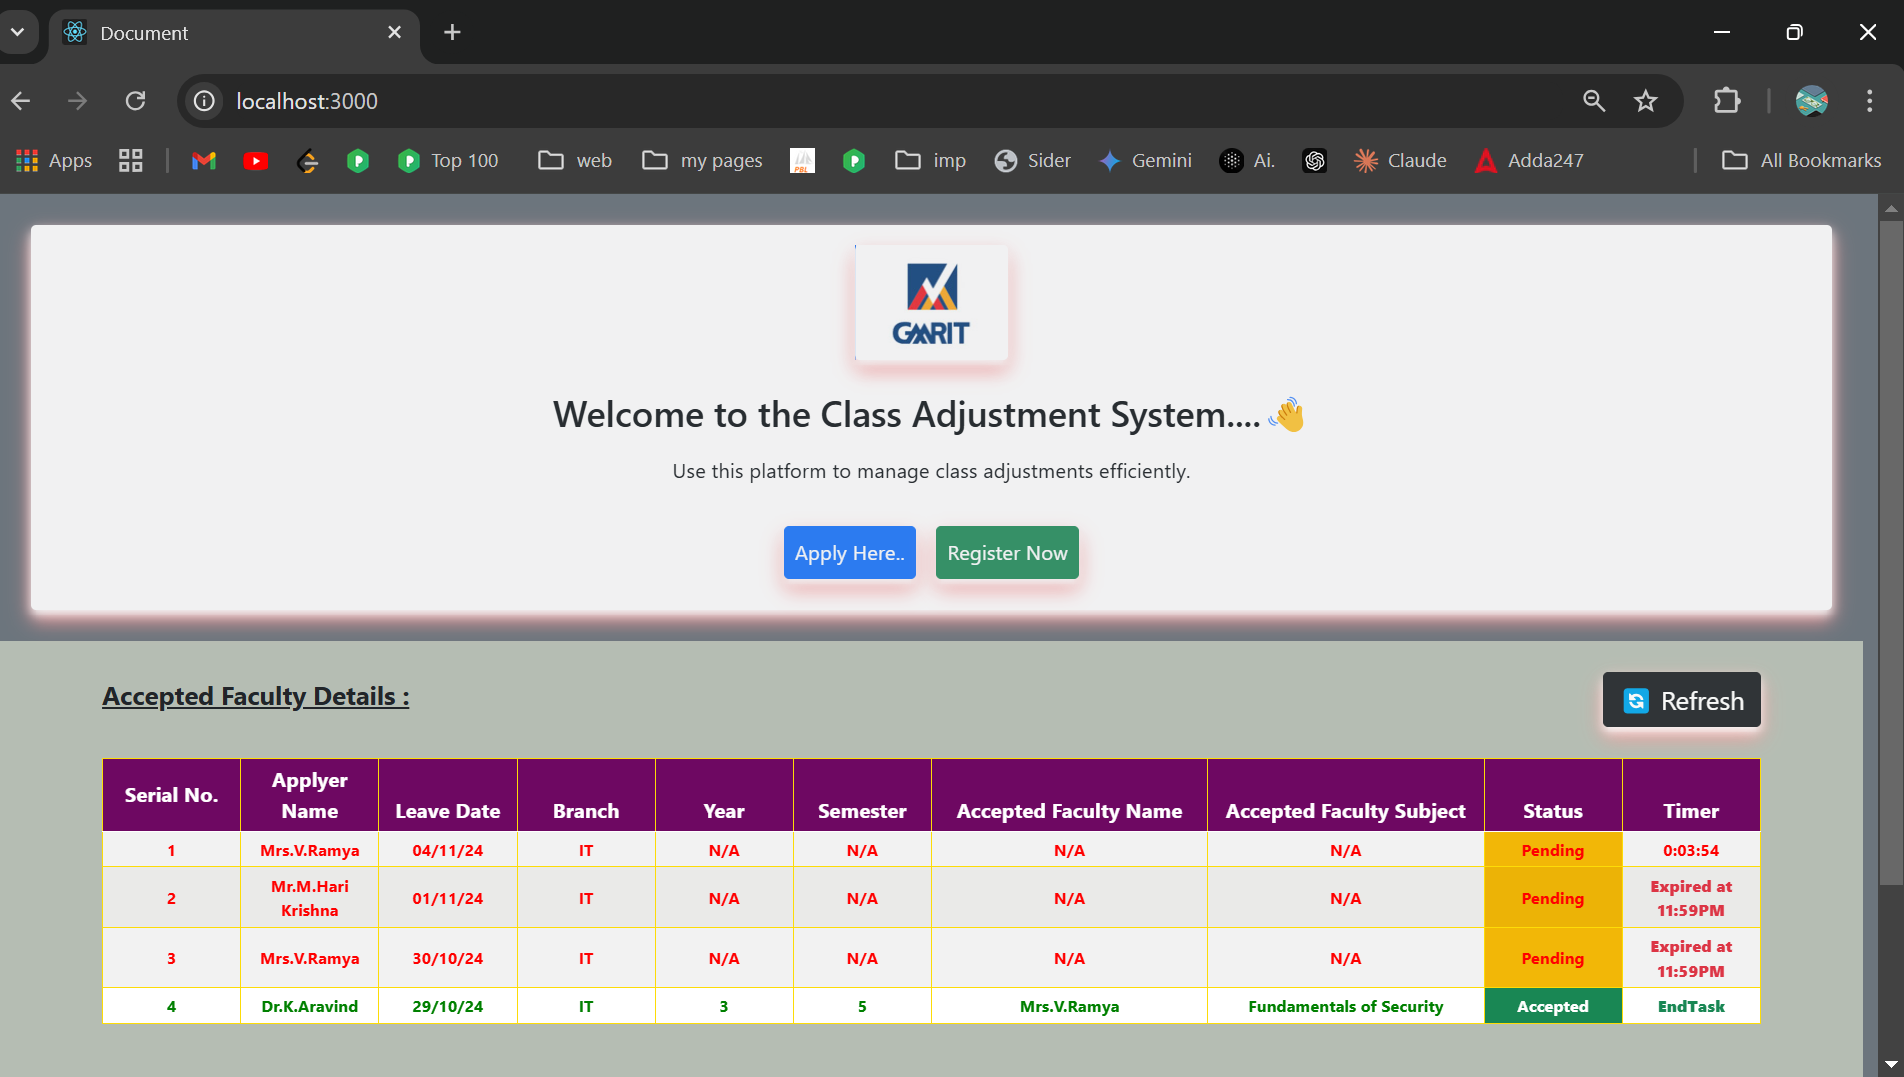 Document
localhost:3000
Apps
Top 100
web
my pages
PBL
imp
Sider
Gemini
Ai.
Claude
Adda247
All Bookmarks
GMRIT
Welcome to the Class Adjustment System.... 👋
Use this platform to manage class adjustments efficiently.
Apply Here..
Register Now
Accepted Faculty Details :
🔄 Refresh
Serial No. Applyer Name Leave Date Branch Year Semester Accepted Faculty Name Accepted Faculty Subject Status Timer
1 Mrs.V.Ramya 04/11/24 IT N/A N/A N/A N/A Pending 0:03:54
2 Mr.M.Hari Krishna 01/11/24 IT N/A N/A N/A N/A Pending Expired at 11:59PM
3 Mrs.V.Ramya 30/10/24 IT N/A N/A N/A N/A Pending Expired at 11:59PM
4 Dr.K.Aravind 29/10/24 IT 3 5 Mrs.V.Ramya Fundamentals of Security Accepted EndTask